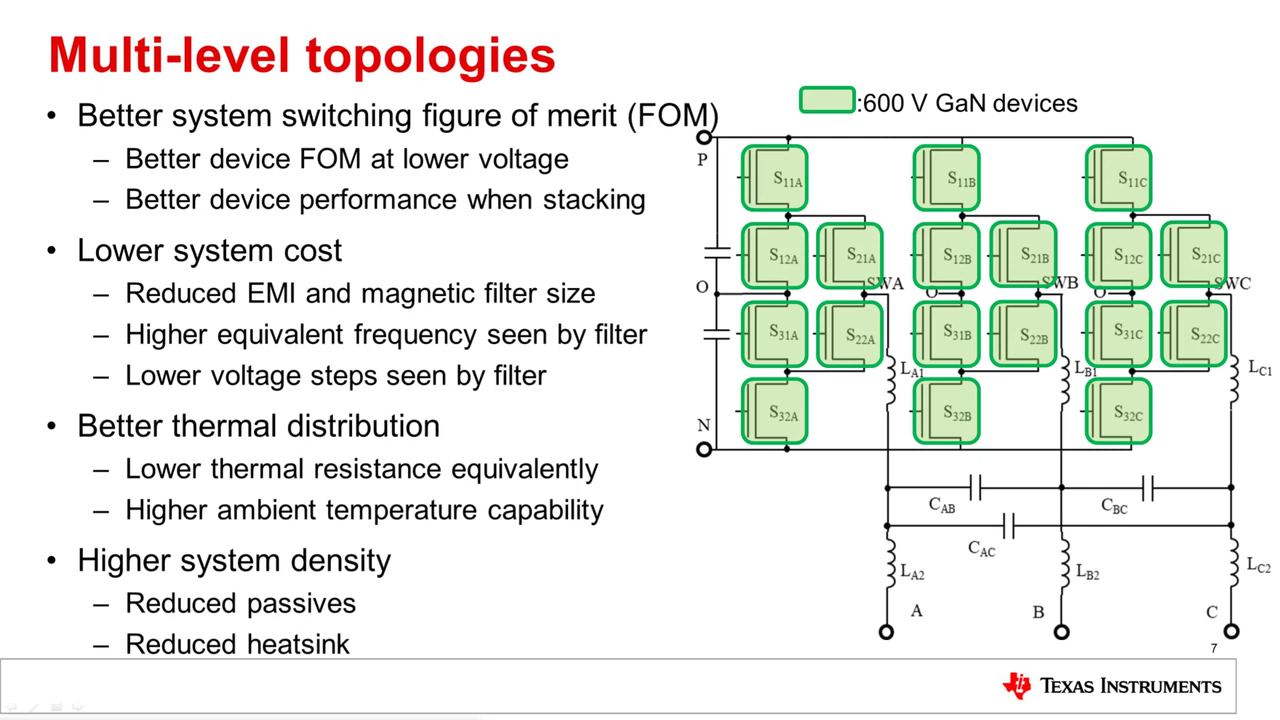 Multi-level topologies
• Better system switching figure of merit (FOM)
– Better device FOM at lower voltage
– Better device performance when stacking
• Lower system cost
– Reduced EMI and magnetic filter size
– Higher equivalent frequency seen by filter
– Lower voltage steps seen by filter
• Better thermal distribution
– Lower thermal resistance equivalently
– Higher ambient temperature capability
• Higher system density
– Reduced passives
– Reduced heatsink
:600 V GaN devices
P
S11A S11B S11C
S12A S21A S12B S21B S12C S21C
O SWA O SWB O SWC
S31A S22A S31B S22B S31C S22C
LA1 LB1 LC1
N S32A S32B S32C
CAB CBC
CAC
LA2 LB2 LC2
A B C
7
TEXAS INSTRUMENTS